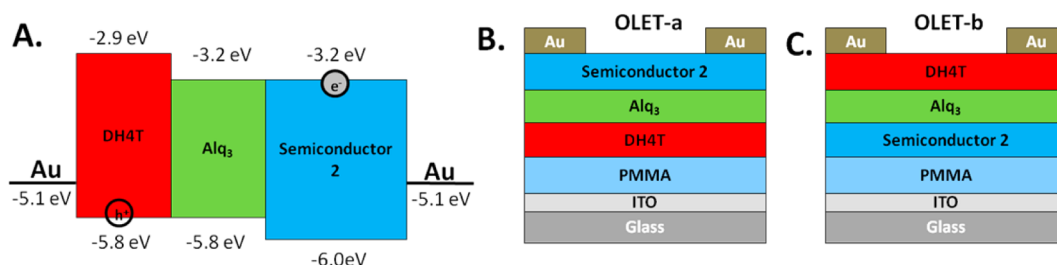 A.
-2.9 eV
-3.2 eV
-3.2 eV
e-
DH4T
Alq3
Semiconductor
2
Au
-5.1 eV
Au
-5.1 eV
h+
-5.8 eV
-5.8 eV
-6.0eV
B.
OLET-a
Au
Au
Semiconductor 2
Alq3
DH4T
PMMA
ITO
Glass
C.
OLET-b
Au
Au
DH4T
Alq3
Semiconductor 2
PMMA
ITO
Glass